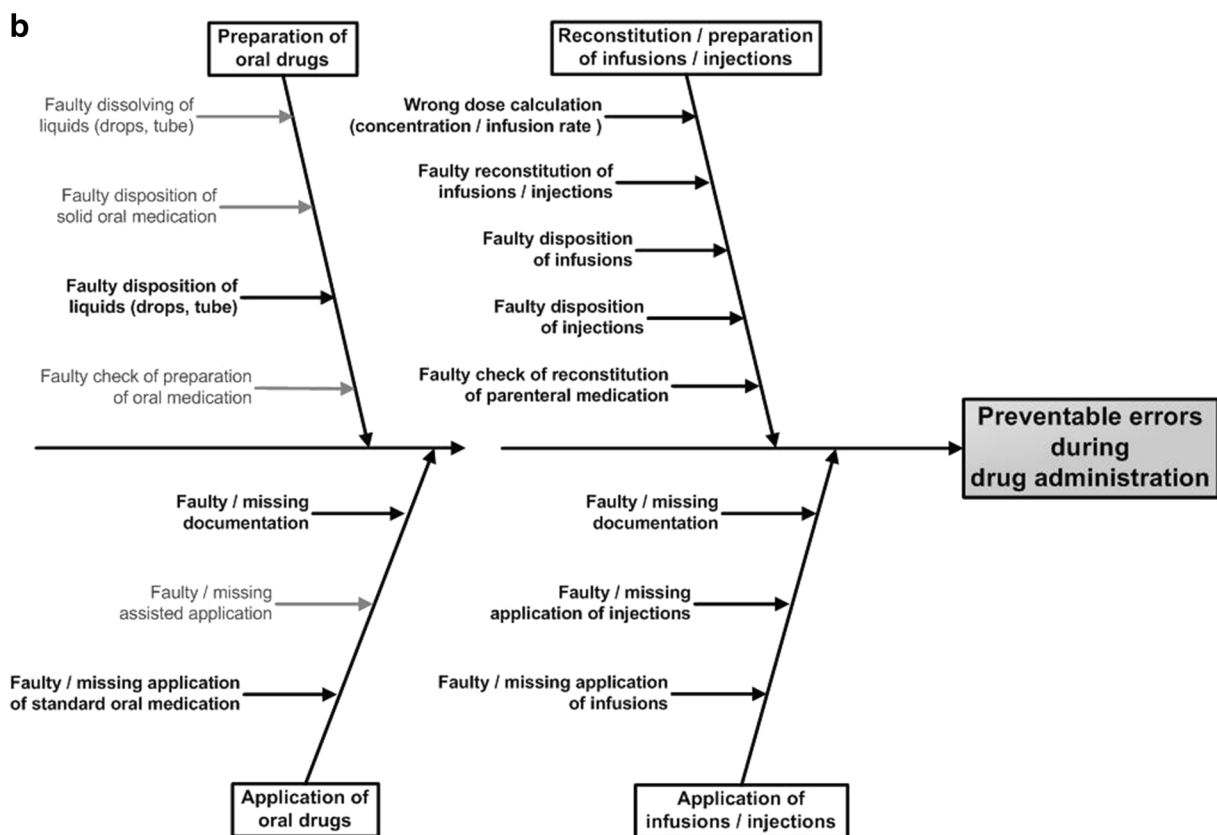 b
Preparation of
oral drugs
Faulty dissolving of
liquids (drops, tube)
Faulty disposition of
solid oral medication
Faulty disposition of
liquids (drops, tube)
Faulty check of preparation
of oral medication
Reconstitution / preparation
of infusions / injections
Wrong dose calculation
(concentration / infusion rate )
Faulty reconstitution of
infusions / injections
Faulty disposition
of infusions
Faulty disposition
of injections
Faulty check of reconstitution
of parenteral medication
Preventable errors
during
drug administration
Faulty / missing
documentation
Faulty / missing
assisted application
Faulty / missing application
of standard oral medication
Application of
oral drugs
Faulty / missing
documentation
Faulty / missing
application of injections
Faulty / missing application
of infusions
Application of
infusions / injections